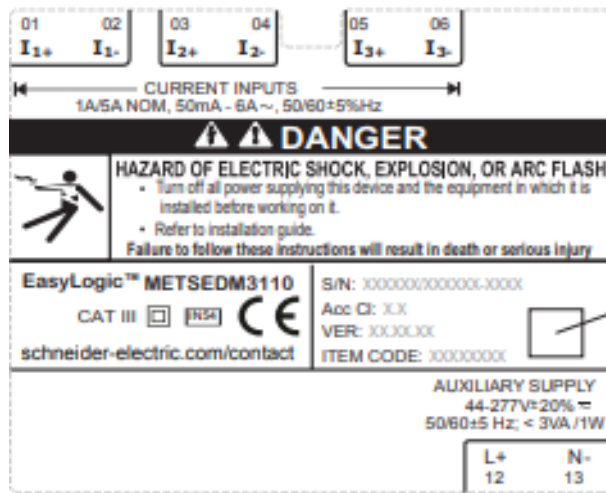 01 02 03 04 05 06
I1+ I1- I2+ I2- I3+ I3-
CURRENT INPUTS
1A/5A NOM, 50mA - 6A ~, 50/60±5%Hz
DANGER
HAZARD OF ELECTRIC SHOCK, EXPLOSION, OR ARC FLASH
• Turn off all power supplying this device and the equipment in which it is
installed before working on it.
• Refer to installation guide.
Failure to follow these instructions will result in death or serious injury
EasyLogic™ METSEDM3110
CAT III CE
schneider-electric.com/contact
S/N: XXXXXX/XXXXXX-XXXX
Acc Cl: X.X
VER: XX.XX.XX
ITEM CODE: XXXXXXXX
AUXILIARY SUPPLY
44-277V±20%
50/60±5 Hz; < 3VA /1W
L+ N-
12 13